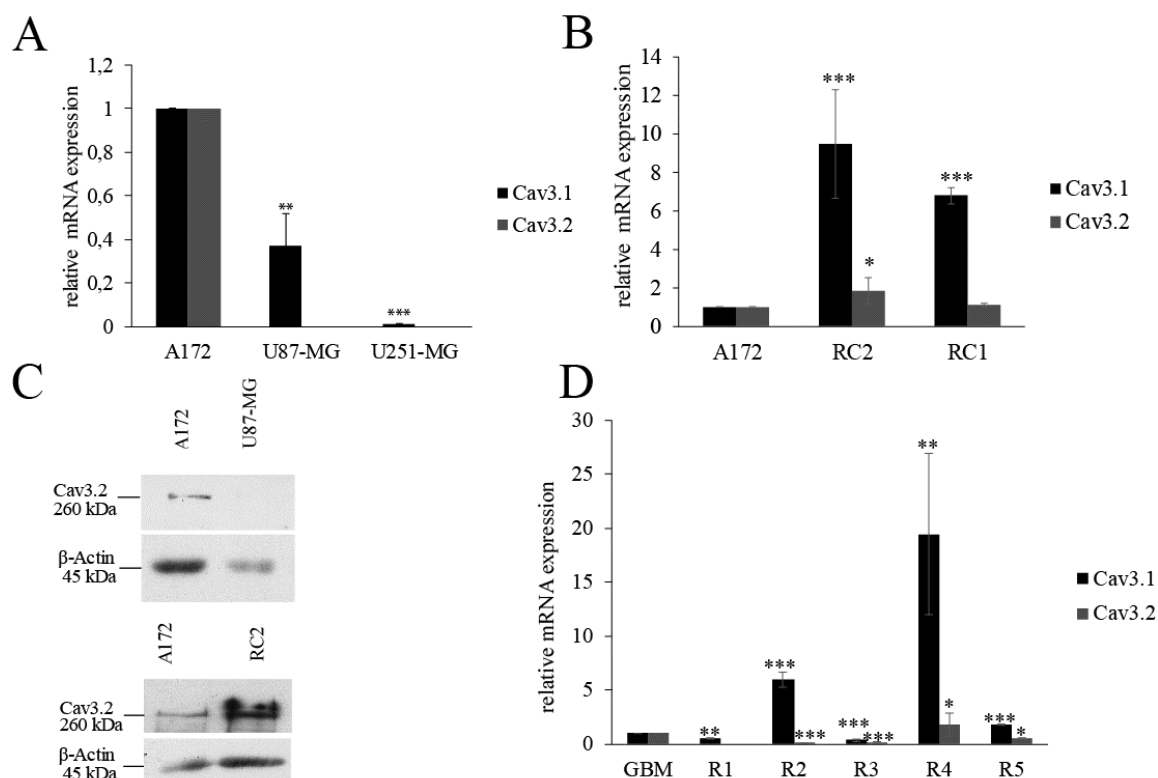 A
relative mRNA expression
1,2
1
0,8
0,6
0,4
0,2
0
**
***
A172
U87-MG
U251-MG
Cav3.1
Cav3.2
B
relative mRNA expression
14
12
10
8
6
4
2
0
***
*
***
A172
RC2
RC1
Cav3.1
Cav3.2
C
A172
U87-MG
Cav3.2
260 kDa
β-Actin
45 kDa
A172
RC2
Cav3.2
260 kDa
β-Actin
45 kDa
D
relative mRNA expression
30
25
20
15
10
5
0
**
***
***
***
***
**
*
***
*
GBM
R1
R2
R3
R4
R5
Cav3.1
Cav3.2